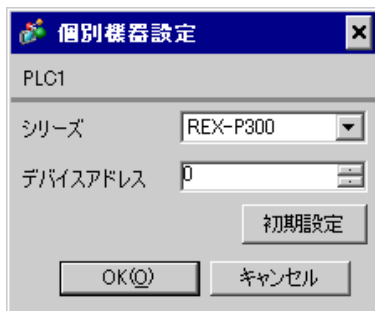 個別機器設定
PLC1
シリーズ REX-P300
デバイスアドレス 0
初期設定
OK(O) キャンセル